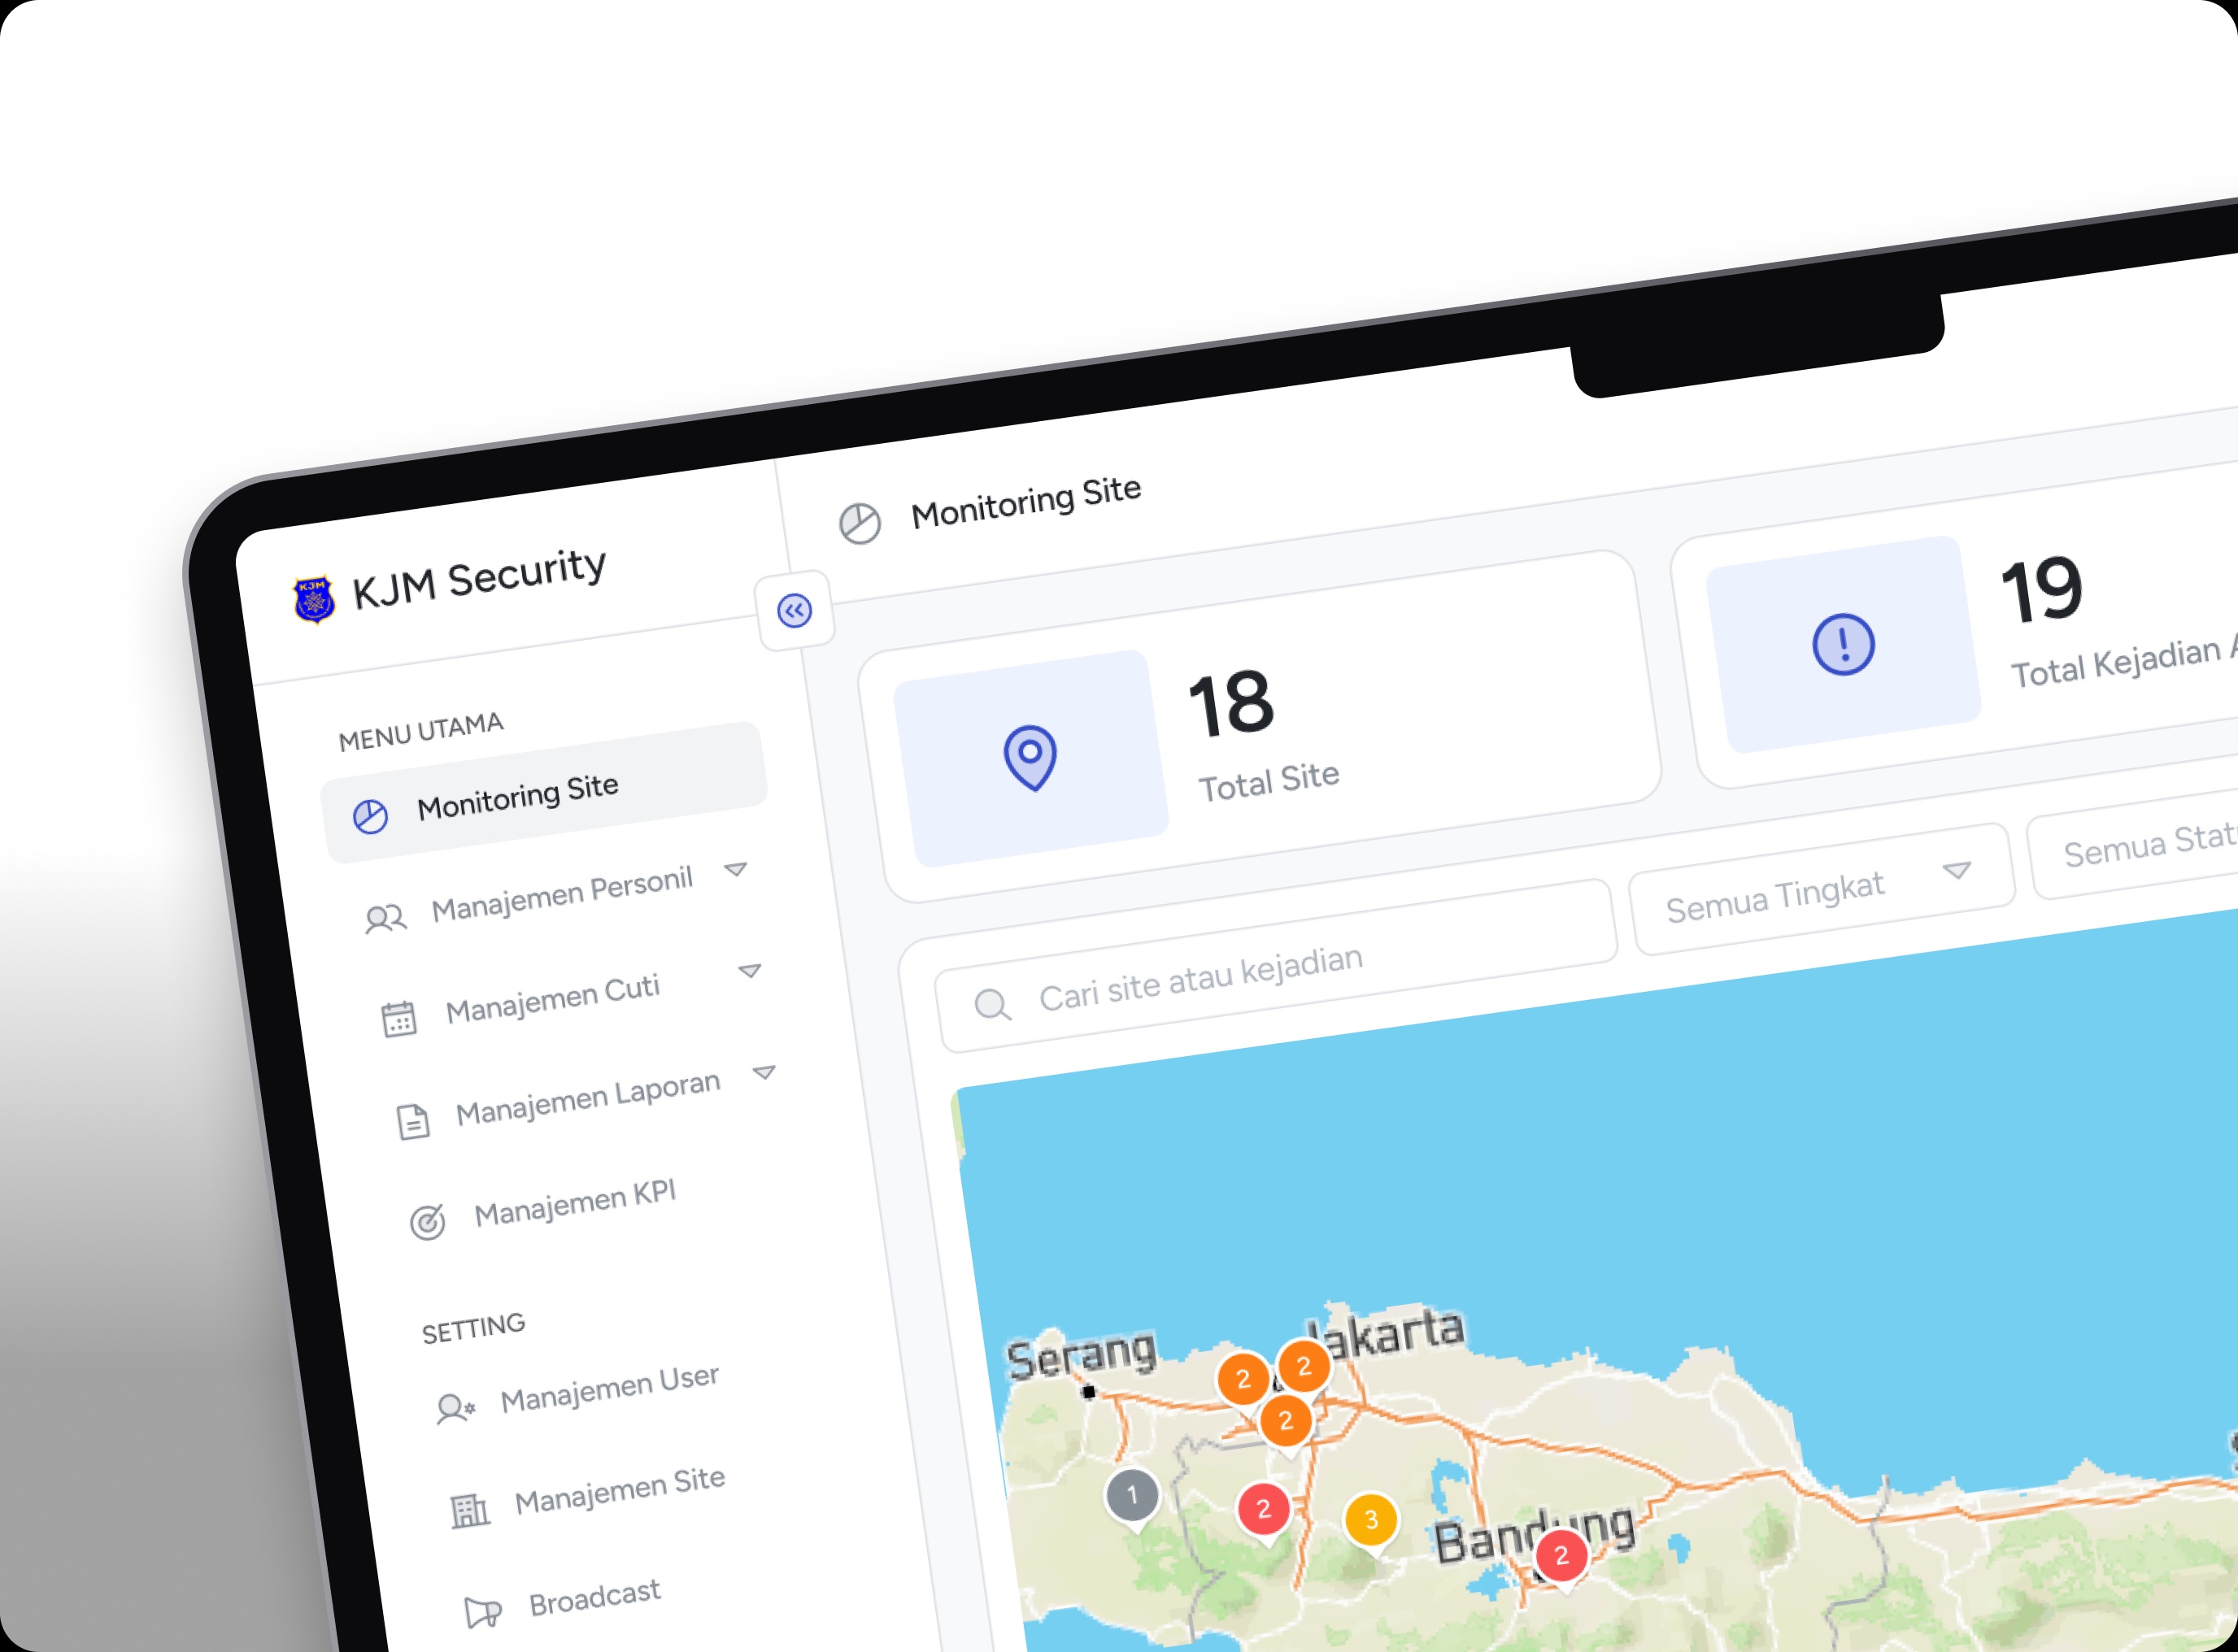 KJM
KJM Security
MENU UTAMA
Monitoring Site
Manajemen Personil
Manajemen Cuti
Manajemen Laporan
Manajemen KPI
SETTING
Manajemen User
Manajemen Site
Broadcast
Monitoring Site
18
Total Site
19
Total Kejadian
Cari site atau kejadian
Semua Tingkat
Semua
Serang
Jakarta
2
2
2
1
2
3
Bandung
2